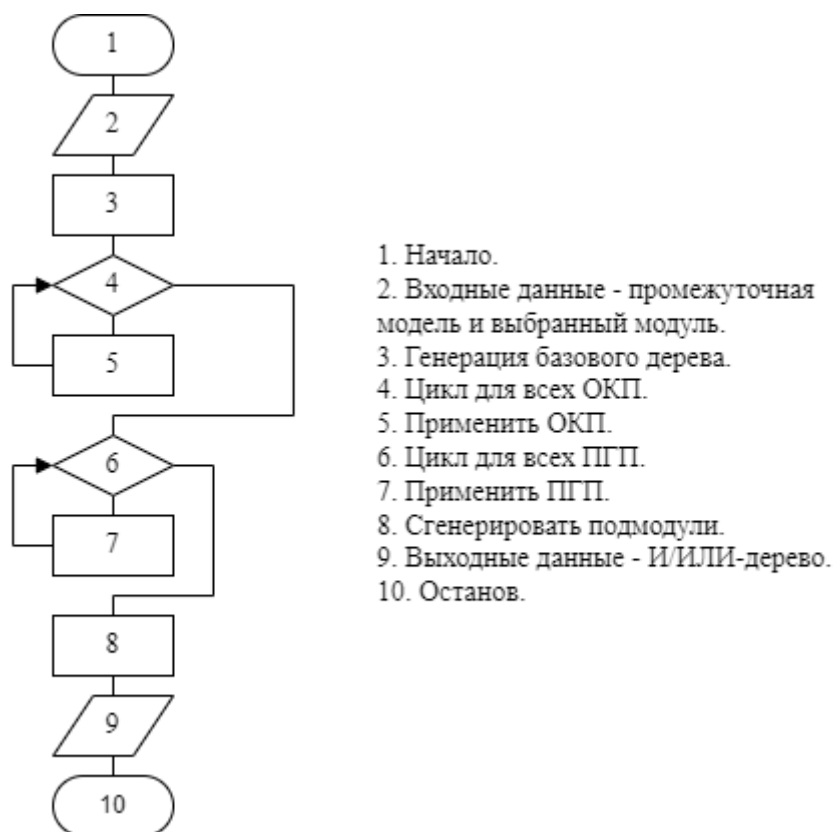 1
2
3
4
5
6
7
8
9
10
1. Начало.
2. Входные данные - промежуточная
модель и выбранный модуль.
3. Генерация базового дерева.
4. Цикл для всех ОКП.
5. Применить ОКП.
6. Цикл для всех ПГП.
7. Применить ПГП.
8. Сгенерировать подмодули.
9. Выходные данные - И/ИЛИ-дерево.
10. Останов.